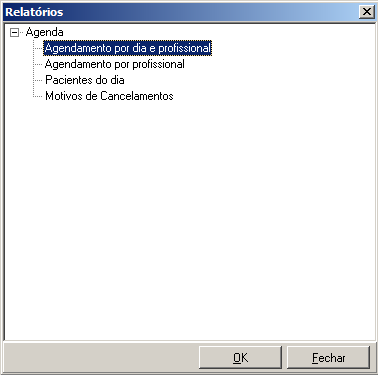 Relatórios
Agenda
Agendamento por dia e profissional
Agendamento por profissional
Pacientes do dia
Motivos de Cancelamentos
OK
Fechar